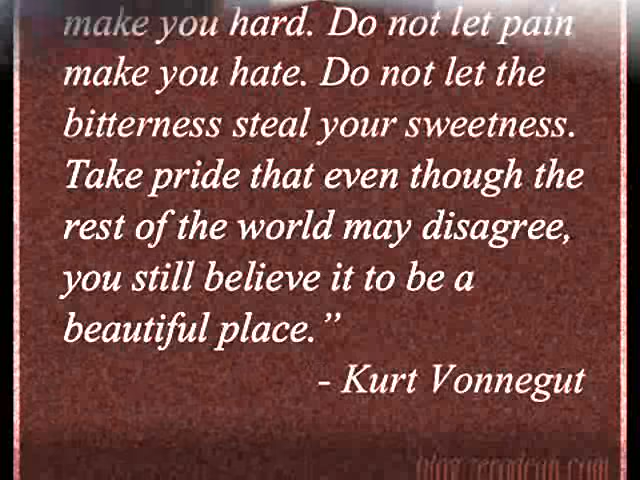 make you hard. Do not let pain
make you hate. Do not let the
bitterness steal your sweetness.
Take pride that even though the
rest of the world may disagree,
you still believe it to be a
beautiful place.”
- Kurt Vonnegut